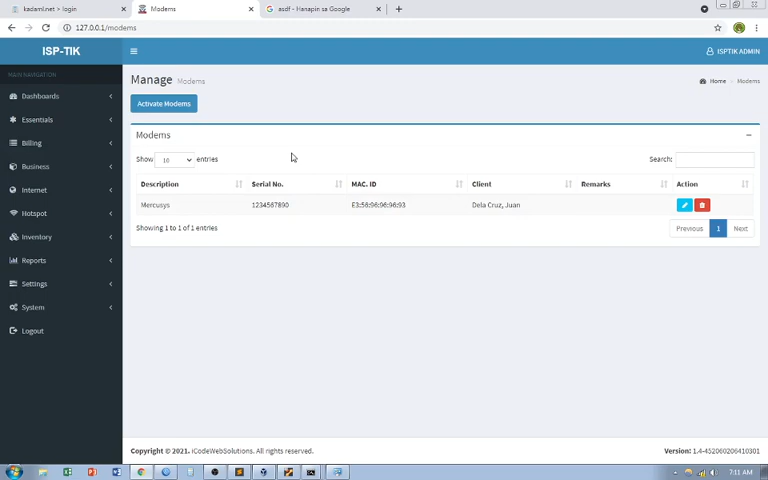 kadaml.net > login
Modems
asdf - Hanapin sa Google
127.0.0.1/modems
ISP-TIK
ISPTIK ADMIN
MAIN NAVIGATION
Dashboards
Essentials
Billing
Business
Internet
Hotspot
Inventory
Reports
Settings
System
Logout
Manage Modems
Home
Modems
Activate Modems
Modems
Show 10 entries
Search:
Description Serial No. MAC. ID Client Remarks Action
Mercusys 1234567890 E3:56:96:96:96:93 Dela Cruz, Juan
Showing 1 to 1 of 1 entries
Previous 1 Next
Copyright © 2021. iCodeWebSolutions. All rights reserved.
Version: 1.4-452060206410301
7:11 AM